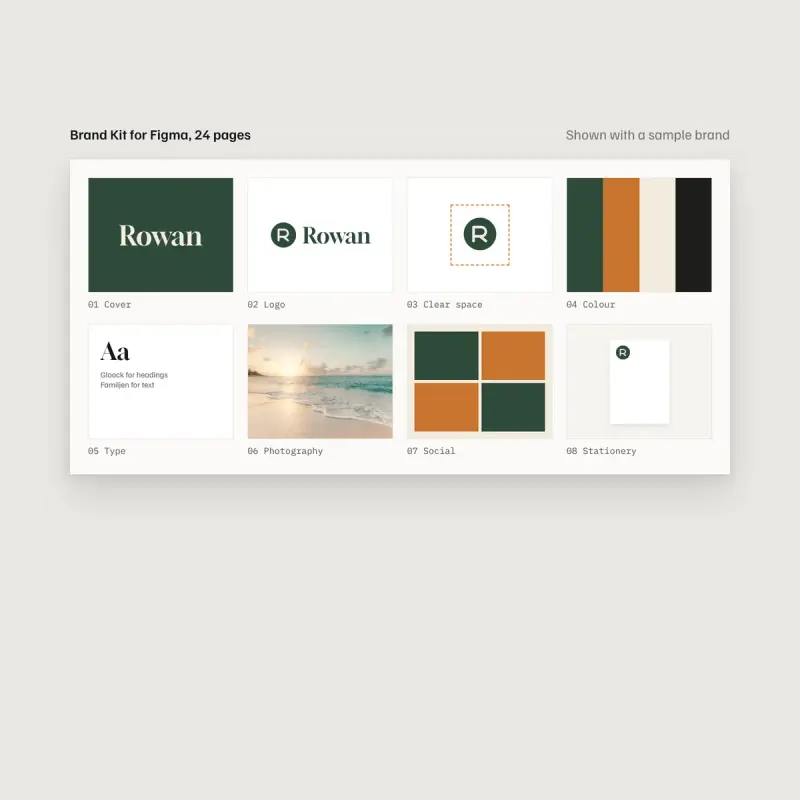 Brand Kit for Figma, 24 pages
Shown with a sample brand
Rowan
R Rowan
R
01 Cover
02 Logo
03 Clear space
04 Colour
Aa
Gloock for headings
Familjen for text
R
05 Type
06 Photography
07 Social
08 Stationery